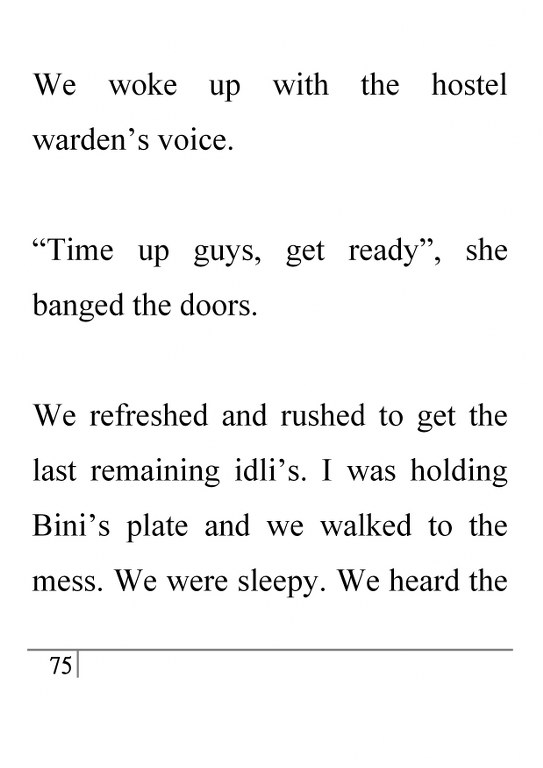 We woke up with the hostel
warden’s voice.
“Time up guys, get ready”, she
banged the doors.
We refreshed and rushed to get the
last remaining idli’s. I was holding
Bini’s plate and we walked to the
mess. We were sleepy. We heard the
75